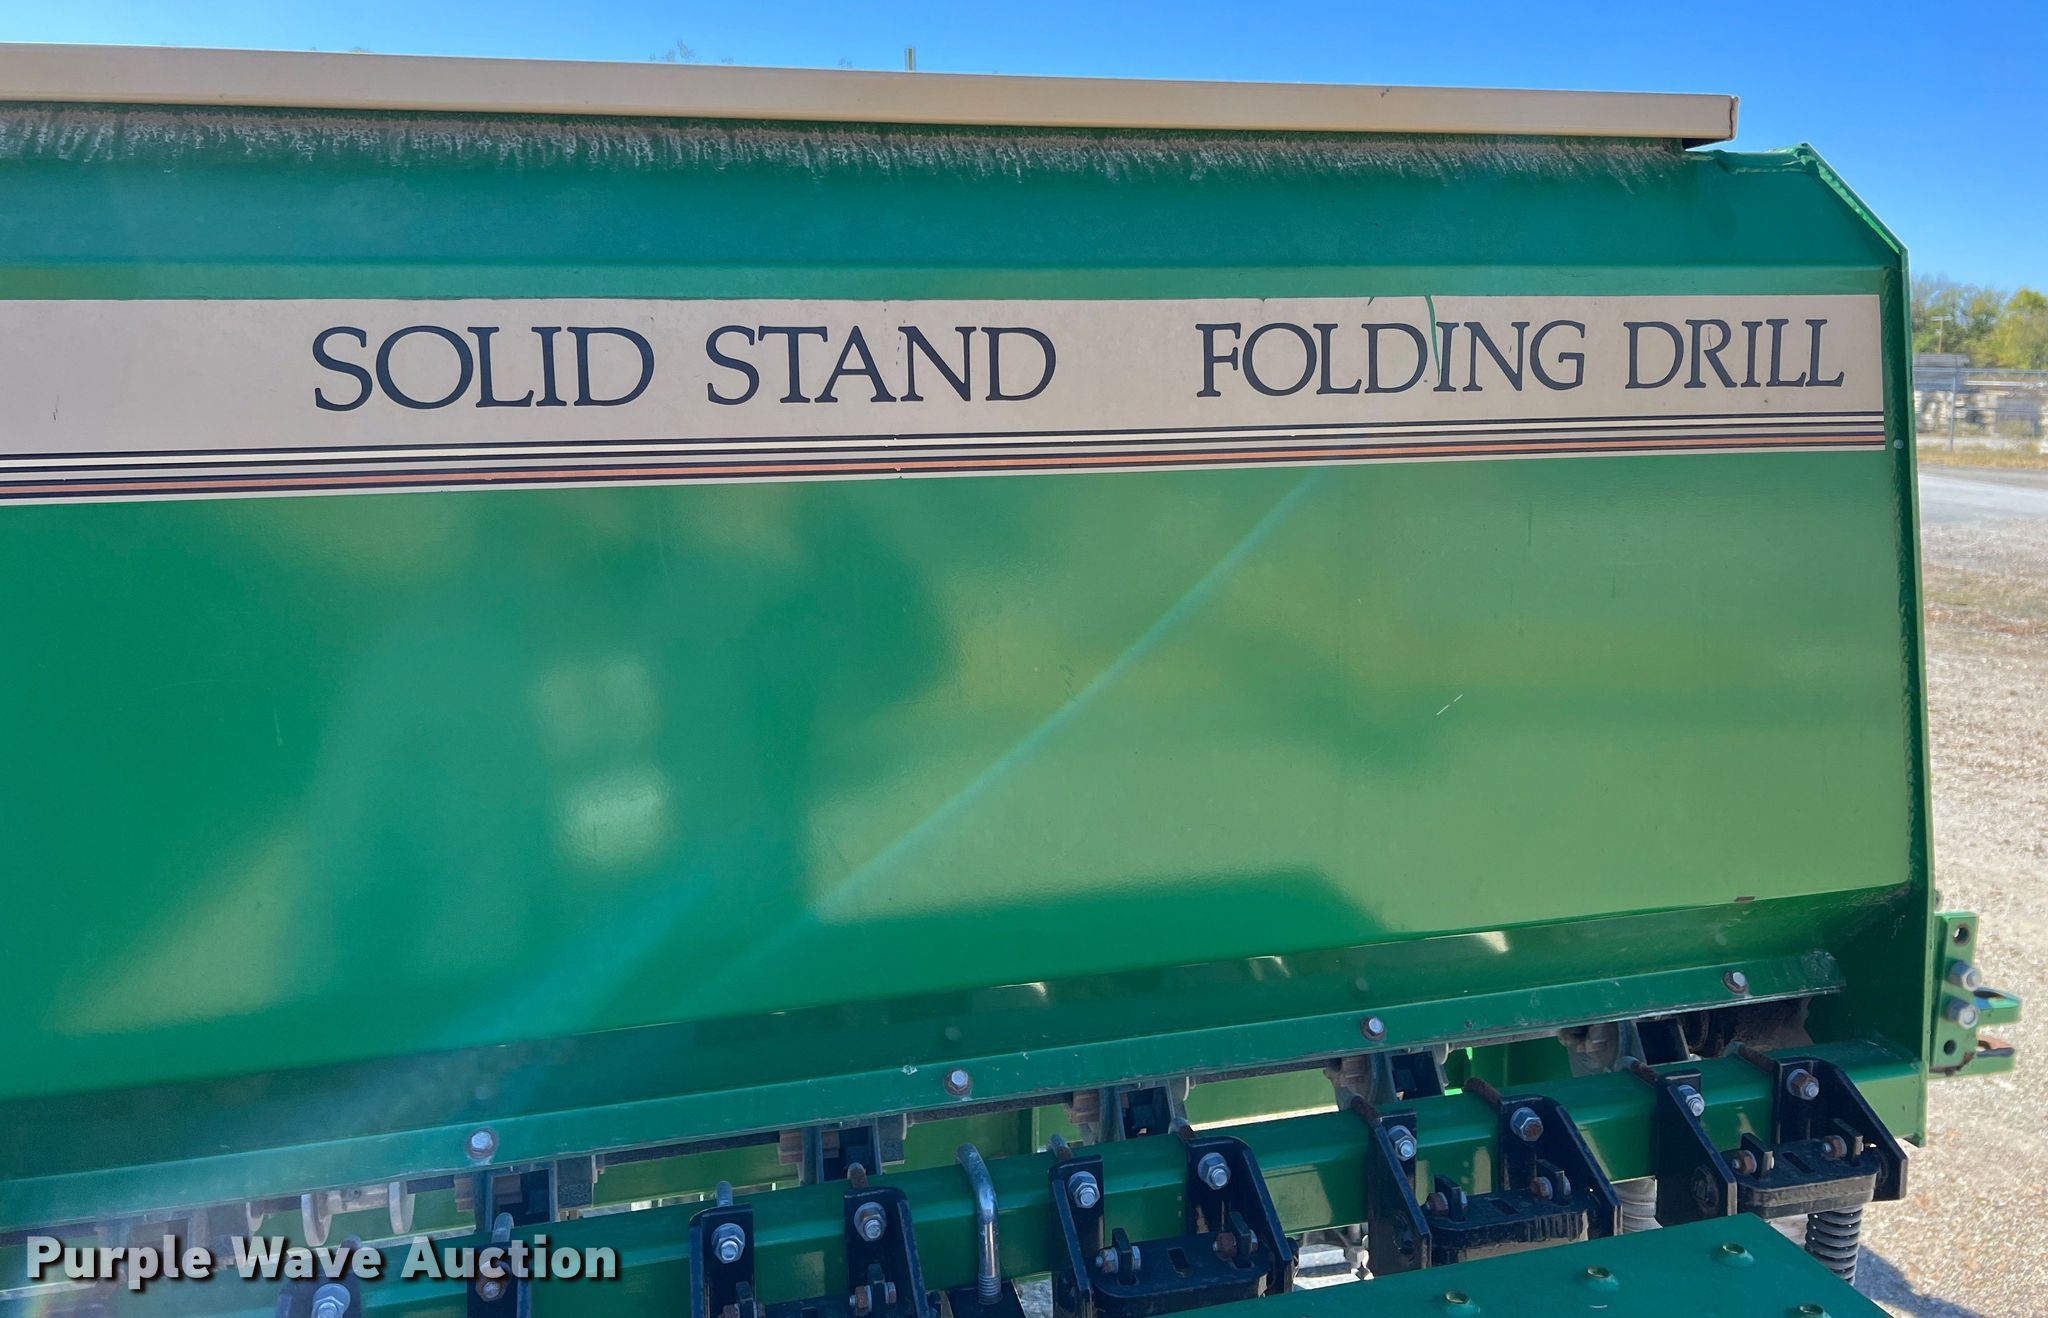 SOLID STAND FOLDING DRILL
Purple Wave Auction